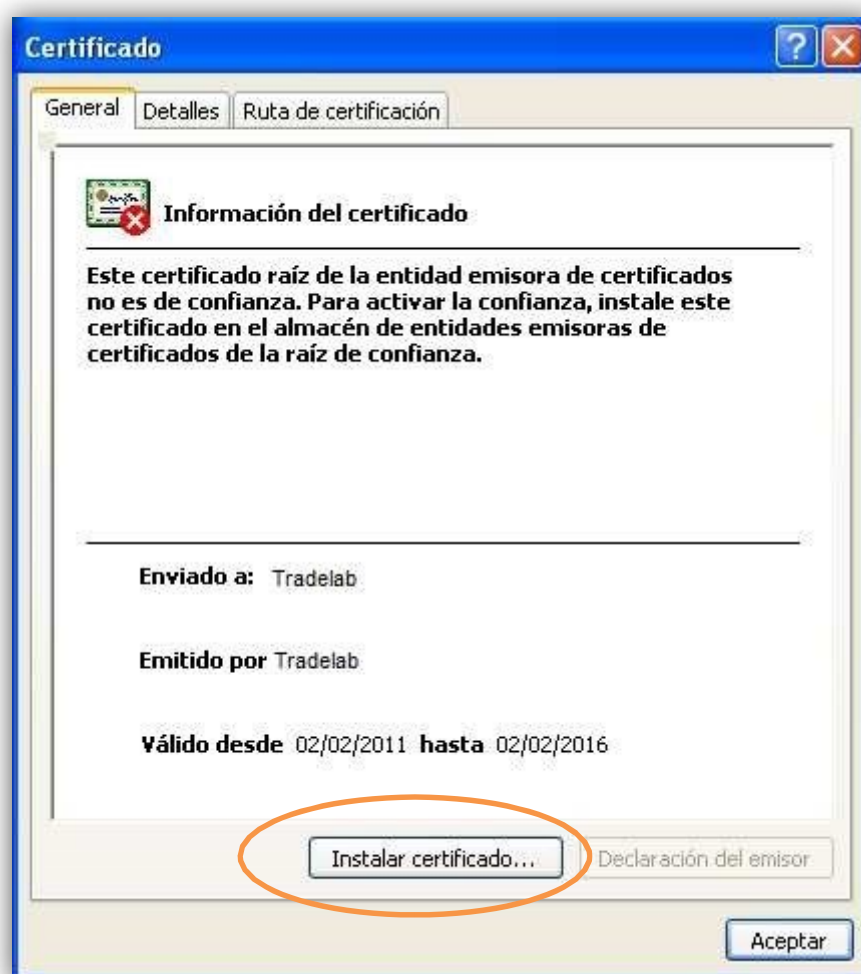 Certificado
General Detalles Ruta de certificación
Información del certificado
Este certificado raíz de la entidad emisora de certificados
no es de confianza. Para activar la confianza, instale este
certificado en el almacén de entidades emisoras de
certificados de la raíz de confianza.
Enviado a: Tradelab
Emitido por Tradelab
Válido desde 02/02/2011 hasta 02/02/2016
Instalar certificado... Declaración del emisor
Aceptar